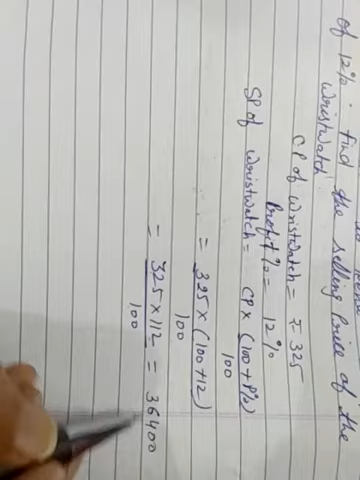 of 12%. find the selling price of the
wristwatch.
CP of wristwatch = ₹ 325
Profit % = 12%
SP of wristwatch = CP × (100 + P%)
100
= 325 × (100+12)
100
= 325 × 112 = 36400
100